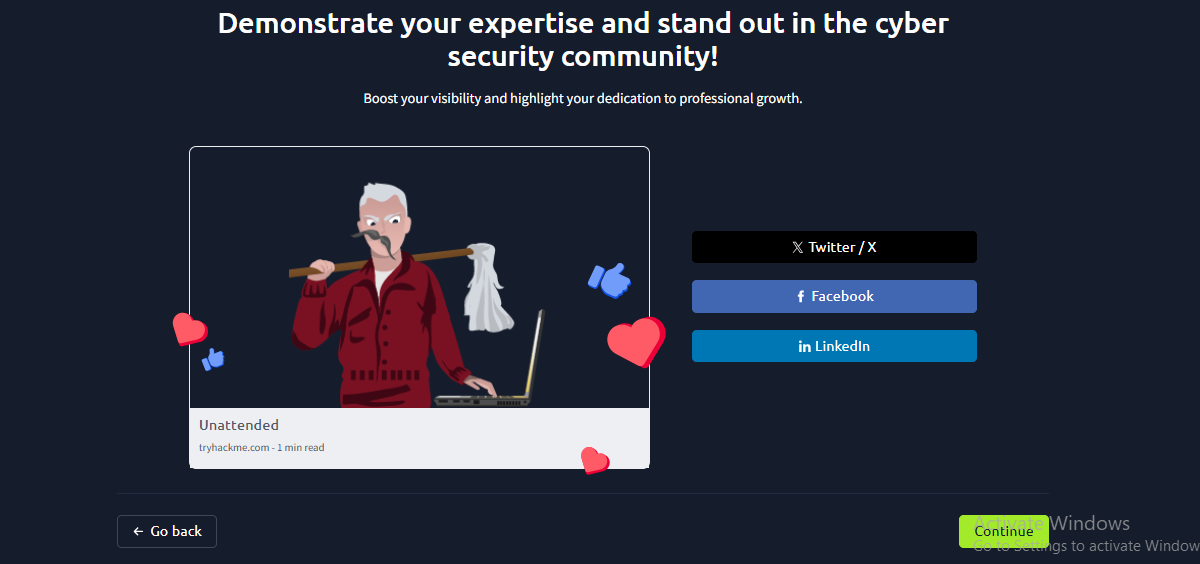 Demonstrate your expertise and stand out in the cyber
security community!
Boost your visibility and highlight your dedication to professional growth.
𝕏 Twitter / X
f Facebook
in LinkedIn
Unattended
tryhackme.com - 1 min read
← Go back
Continue
Activate Windows
Go to Settings to activate Window